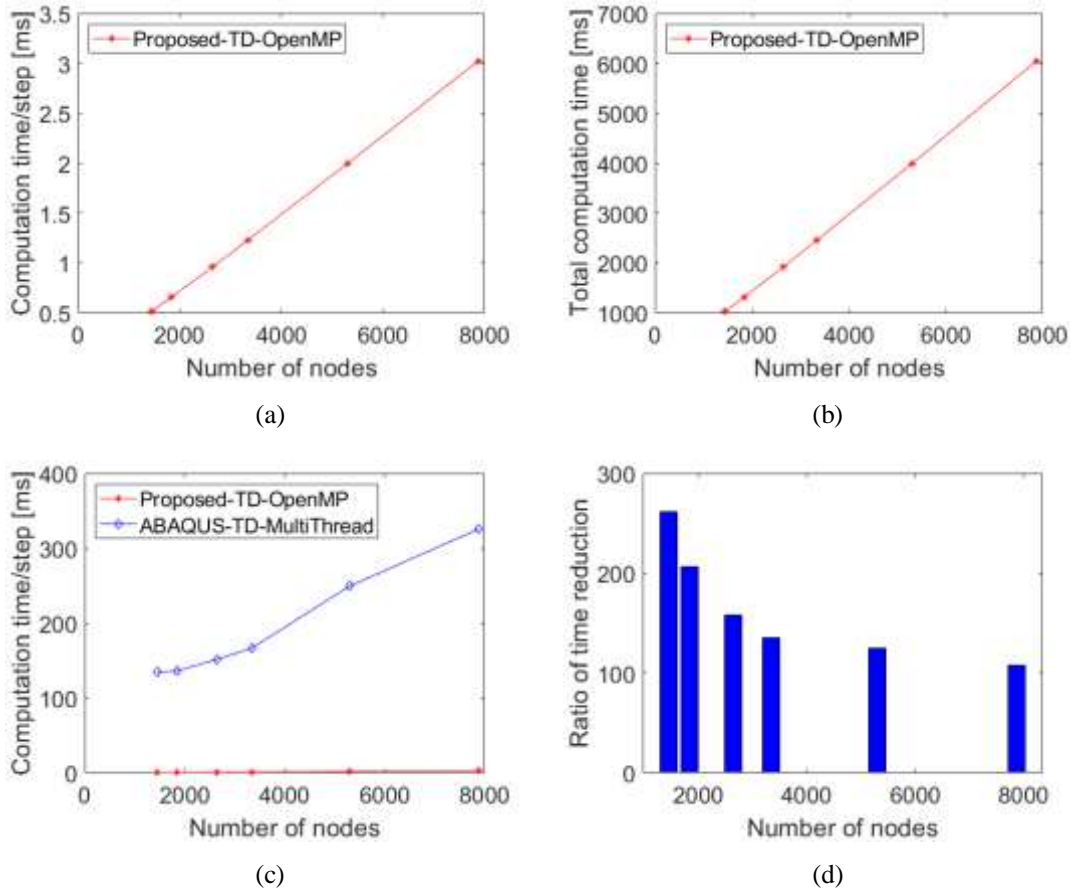 Computation time/step [ms]
3.5
3
2.5
2
1.5
1
0.5
Proposed-TD-OpenMP
0 2000 4000 6000 8000
Number of nodes
(a)
Total computation time [ms]
7000
6000
5000
4000
3000
2000
1000
Proposed-TD-OpenMP
0 2000 4000 6000 8000
Number of nodes
(b)
Computation time/step [ms]
400
300
200
100
0
Proposed-TD-OpenMP
ABAQUS-TD-MultiThread
0 2000 4000 6000 8000
Number of nodes
(c)
Ratio of time reduction
300
200
100
0
2000 4000 6000 8000
Number of nodes
(d)